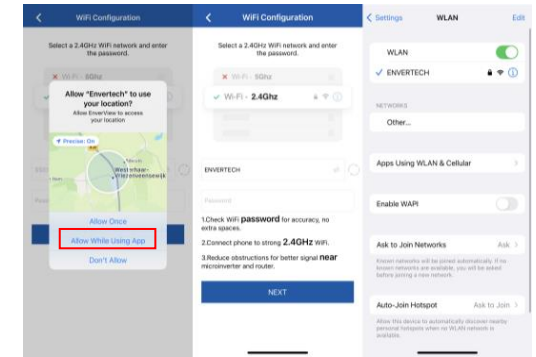 WiFi Configuration
Select a 2.4GHz WiFi network and enter
the password.
Wi-Fi - 5Ghz
Allow "Envertech" to use
your location?
Allow EnverView to access
your location
Precise: On
Westerhaar-
Vriezenveensewijk
Allow Once
Allow While Using App
Don't Allow
WiFi Configuration
Select a 2.4GHz WiFi network and enter
the password.
Wi-Fi - 5Ghz
Wi-Fi - 2.4Ghz
ENVERTECH
Password
1.Check WiFi password for accuracy, no
extra spaces.
2.Connect phone to strong 2.4GHz WiFi.
3.Reduce obstructions for better signal near
microinverter and router.
NEXT
Settings
WLAN
Edit
WLAN
ENVERTECH
NETWORKS
Other...
Apps Using WLAN & Cellular
Enable WAPI
Ask to Join Networks
Ask
Known networks will be joined automatically. If no
known networks are available, you will be asked
before joining a new network.
Auto-Join Hotspot
Ask to Join
Allow this device to automatically discover nearby
personal hotspots when no WLAN network is
available.